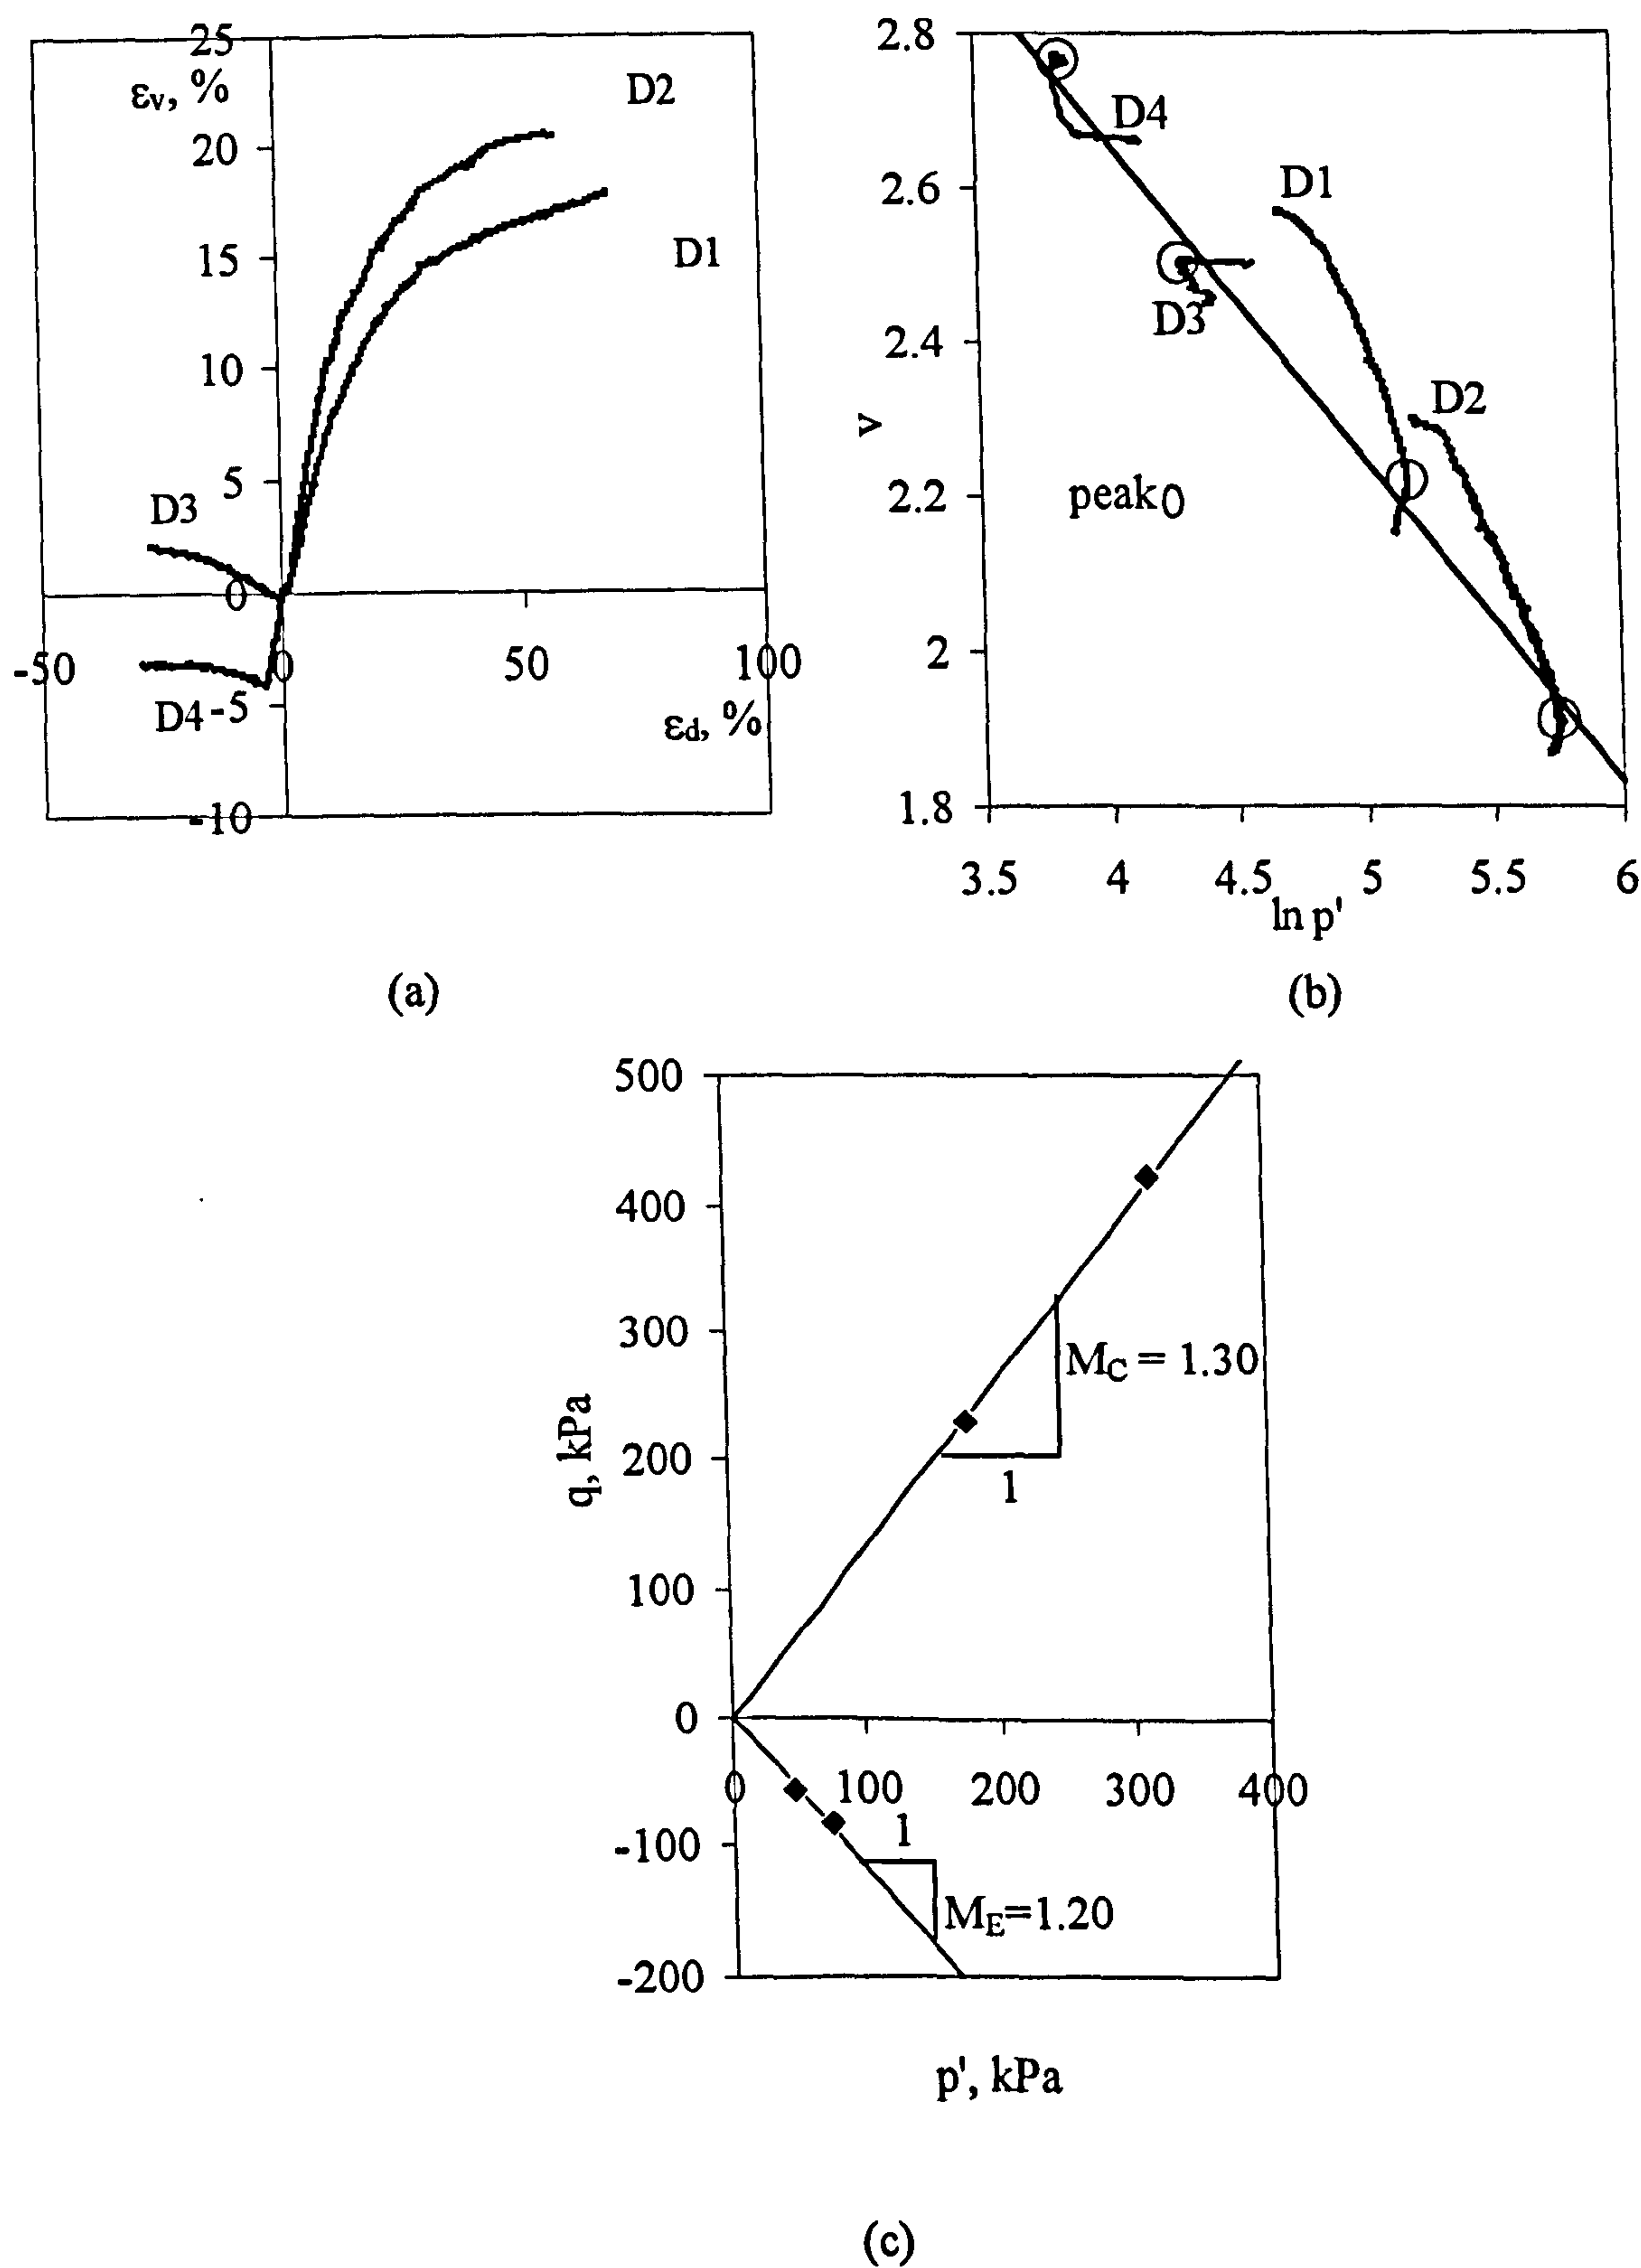 25
εv, %
D2
20
15
D1
10
5
D3
0
-50
0
50
100
D4
-5
εd, %
-10
(a)
2.8
D4
2.6
D1
D3
2.4
D2
v
2.2
peak
2
1.8
3.5
4
4.5
5
5.5
6
ln p'
(b)
500
400
300
MC = 1.30
q, kPa
200
1
100
0
0
100
200
300
400
1
-100
ME=1.20
-200
p', kPa
(c)